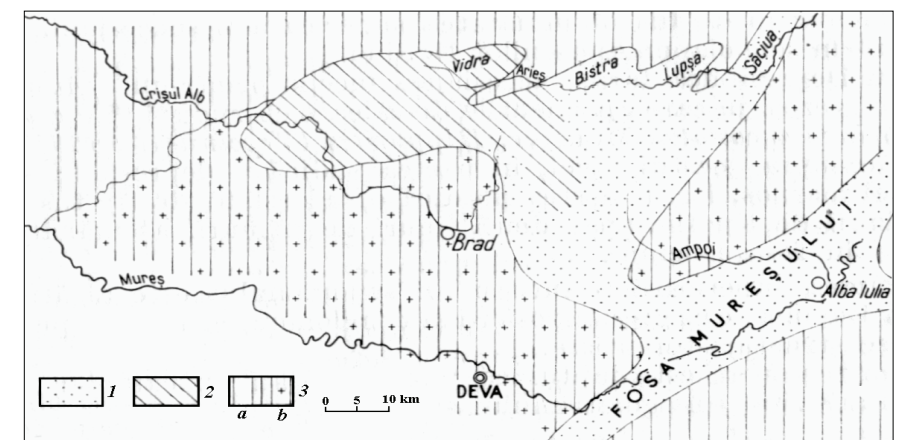 Vidra
Arieș
Bistra
Lupșa
Săciua
Crișul Alb
Brad
Ampoi
Mureș
Alba Iulia
FOSA MUREȘULUI
DEVA
1
2
3
a
b
0 5 10 km